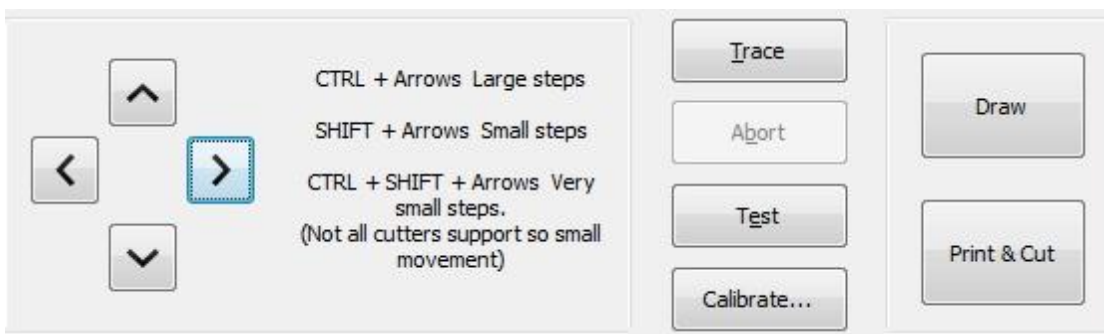 CTRL + Arrows  Large steps
SHIFT + Arrows  Small steps
CTRL + SHIFT + Arrows  Very
small steps.
(Not all cutters support so small
movement)
Trace
Abort
Test
Calibrate...
Draw
Print & Cut